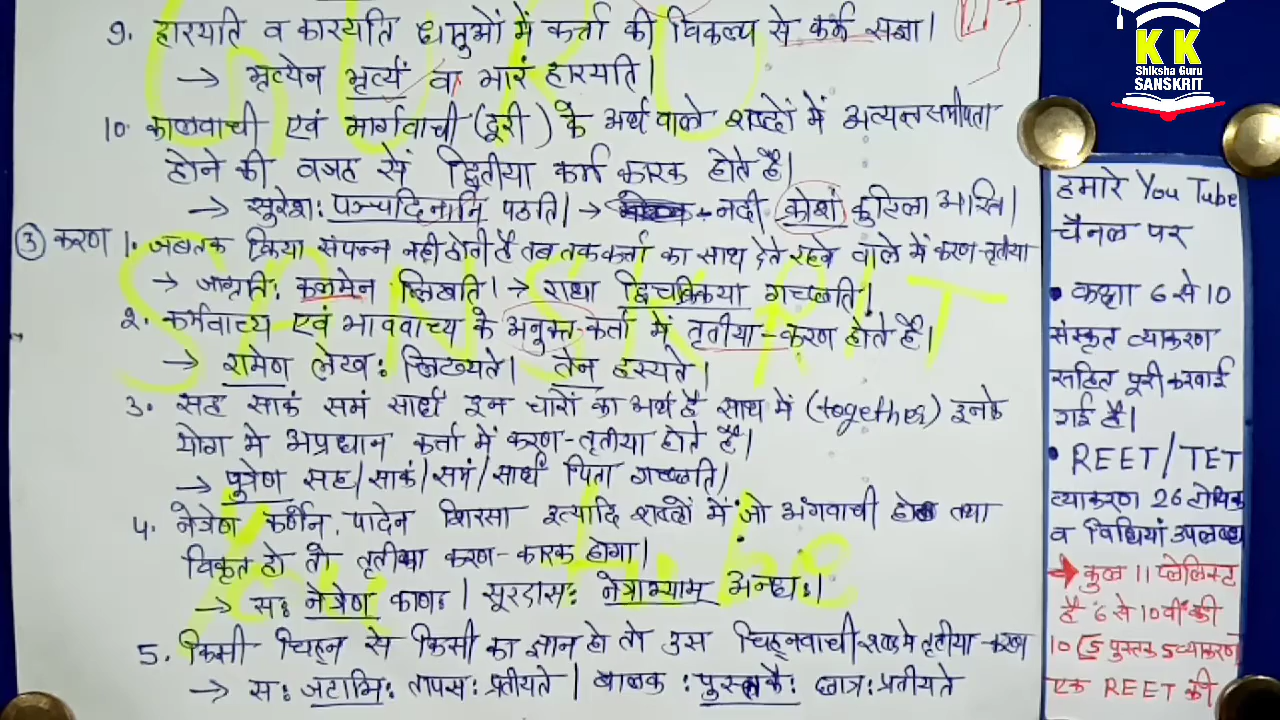 9. हारयति व कारयति धातुओं में कर्त्ता की विकल्प से कर्म संज्ञा।
→ भृत्येन भृत्यं वा भारं हारयति।
10. कालवाची एवं मार्गवाची (दूरी) के अर्थ वाले शब्दों में अत्यन्तसमीपता
होने की वजह से द्वितीया कर्म कारक होते है।
→ सुरेशः पञ्चदिनानि पठति। → नदी क्रोशं कुटिला अस्ति।
③ करण 1. जबतक क्रिया संपन्न नही होती है तब तक कर्त्ता का साथ देते रहने वाले में करण-तृतीया
→ जाग्रतिः कलमेन लिखति। → राधा द्विचक्रिकया गच्छति।
2. कर्मवाच्य एवं भाववाच्य के अनुक्त-कर्ता में तृतीया-करण होते है।
→ रामेण लेखः लिख्यते। तेन हस्यते।
3. सह साकं समं सार्धं इन चारों का अर्थ है साथ में (together) इनके
योग मे अप्रधान कर्त्ता में करण-तृतीया होते है।
→ पुत्रेण सह/साकं/समं/सार्धं पिता गच्छति।
4. नेत्रेण कर्णेन, पादेन शिरसा इत्यादि शब्दों में जो अंगवाची हो तथा
विकृत हो तो तृतीया करण-कारक होगा।
→ सः नेत्रेण काणः। सूरदासः नेत्राभ्याम् अन्धः।
5. किसी चिह्न से किसी का ज्ञान हो तो उस चिह्नवाची शब्द मे तृतीया-करण
→ सः जटाभिः तापसः प्रतीयते। बालकः पुस्तकैः छात्रः प्रतीयते
KK
Shiksha Guru
SANSKRIT
हमारे You Tube
चैनल पर
• कक्षा 6 से 10
संस्कृत व्याकरण
सहित पूरी करवाई
गई है।
• REET/TET
व्याकरण 26 टोपिक
व विधियां उपलब्ध
→ कुल 11 प्लेलिस्ट
है 6 से 10वीं की
10 (5 पुस्तक 5 व्याकरण)
एक REET की
GURU
SANSKRIT